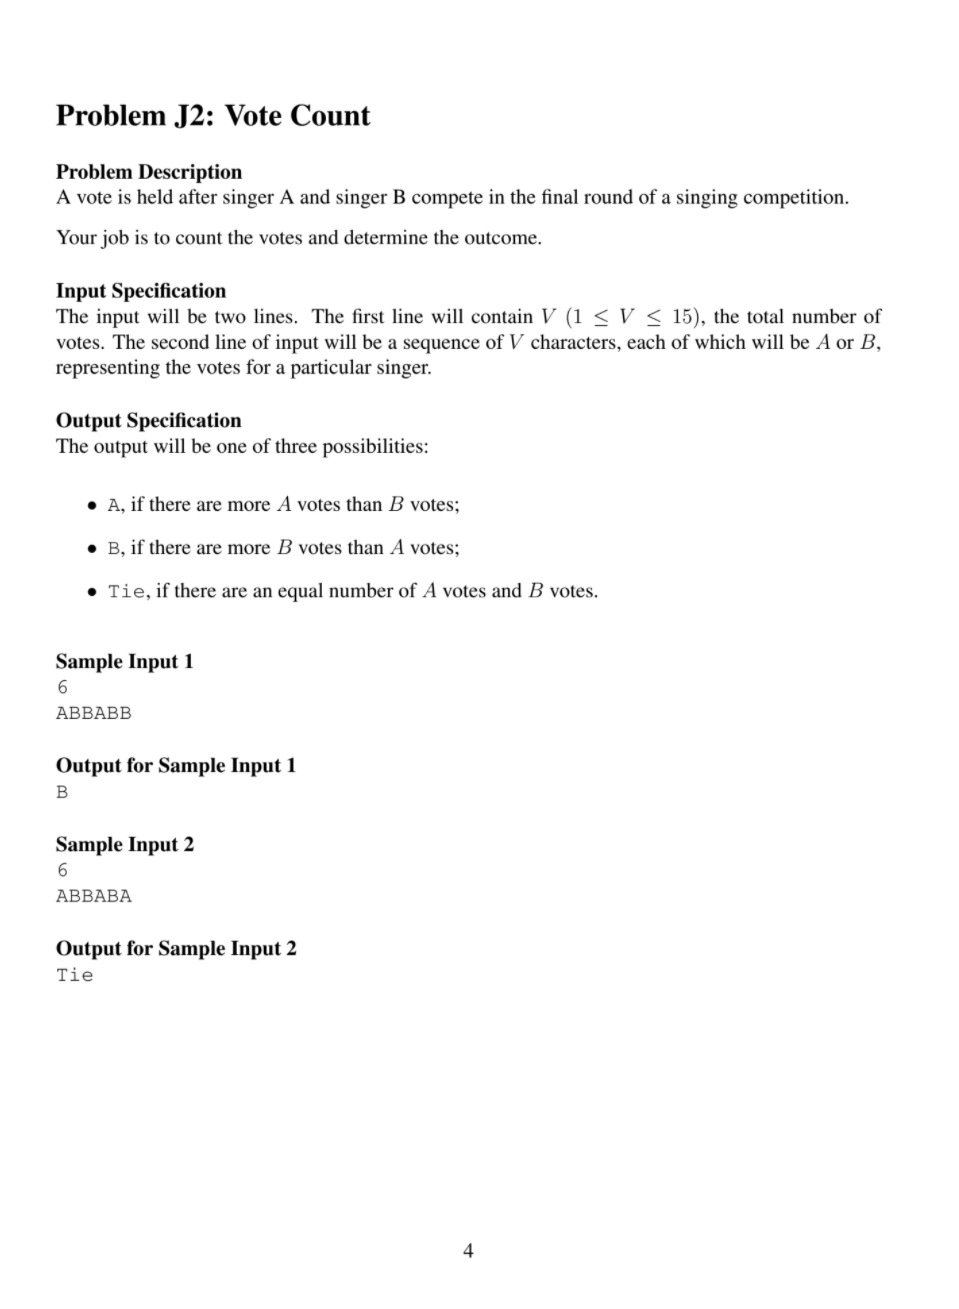 Problem J2: Vote Count
Problem Description
A vote is held after singer A and singer B compete in the final round of a singing competition.
Your job is to count the votes and determine the outcome.
Input Specification
The input will be two lines. The first line will contain V (1 ≤ V ≤ 15), the total number of
votes. The second line of input will be a sequence of V characters, each of which will be A or B,
representing the votes for a particular singer.
Output Specification
The output will be one of three possibilities:
• A, if there are more A votes than B votes;
• B, if there are more B votes than A votes;
• Tie, if there are an equal number of A votes and B votes.
Sample Input 1
6
ABBABB
Output for Sample Input 1
B
Sample Input 2
6
ABBABA
Output for Sample Input 2
Tie
4